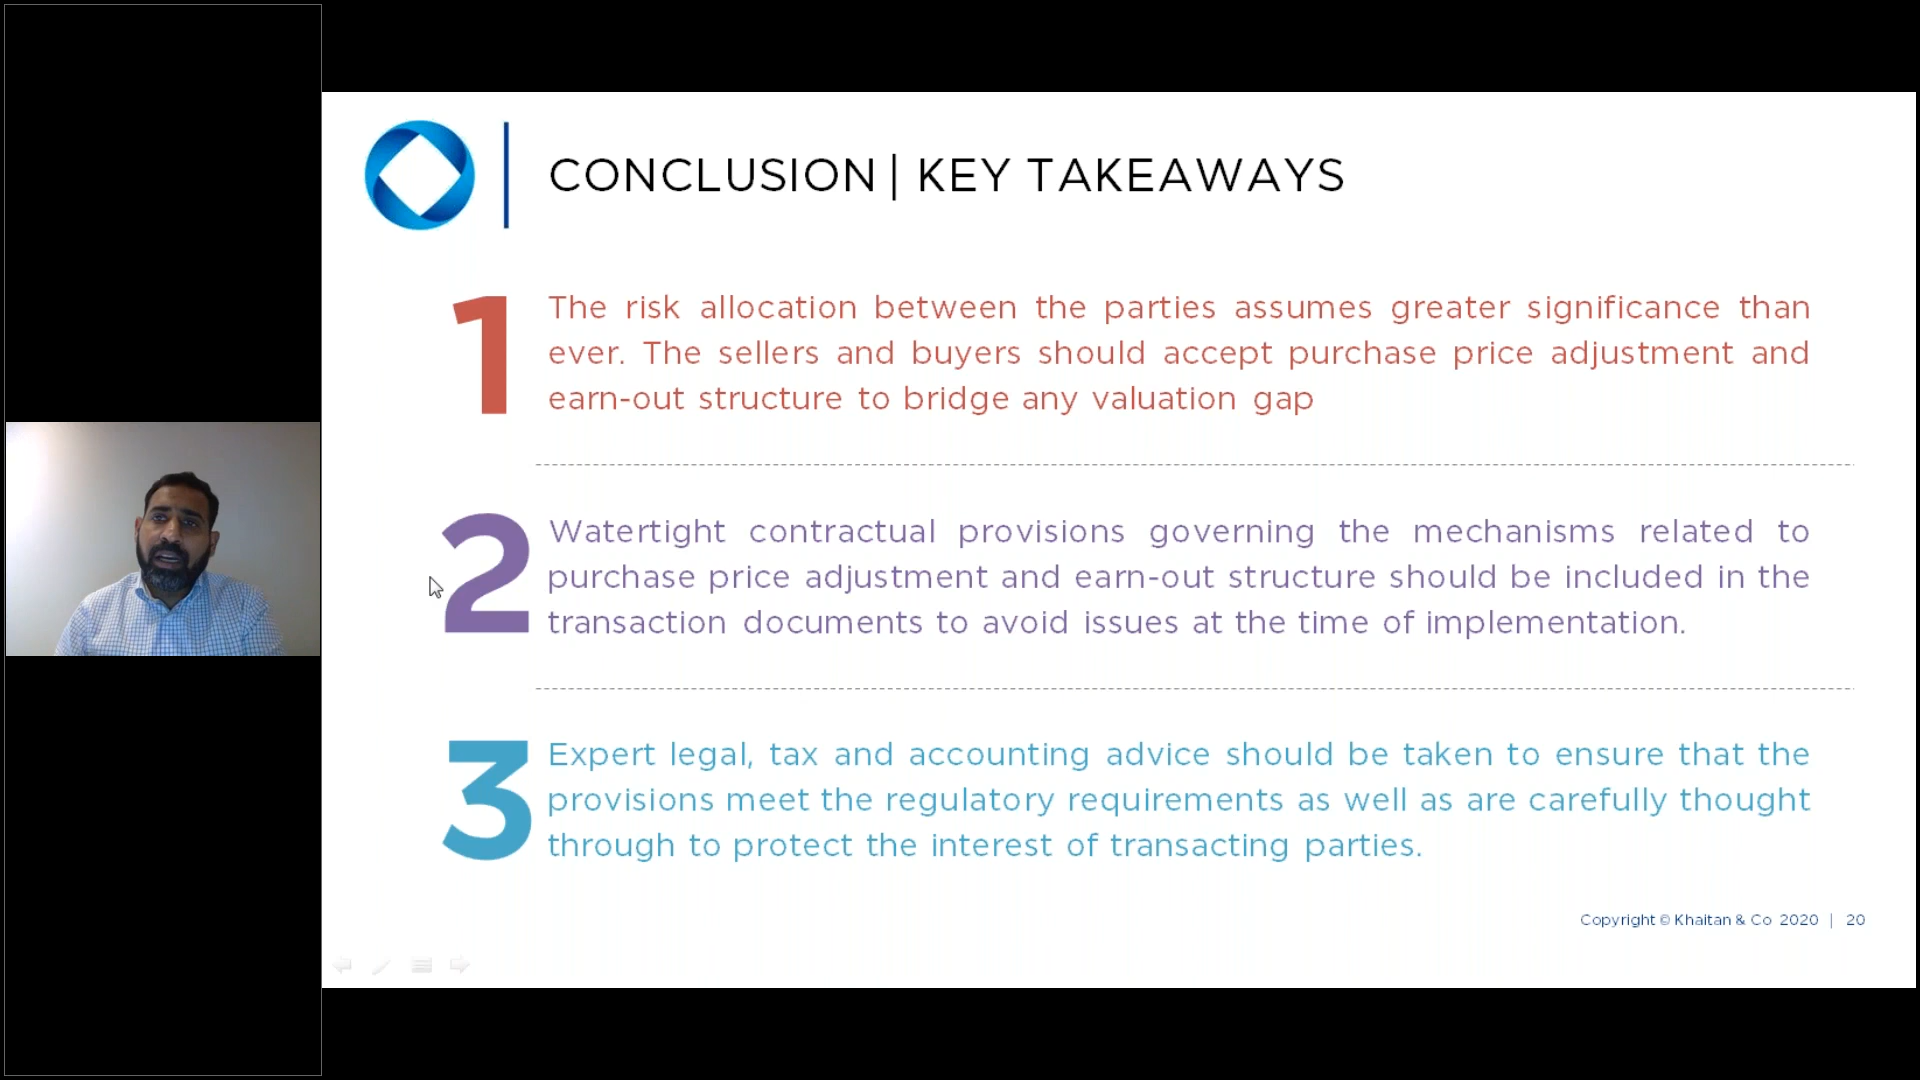 CONCLUSION | KEY TAKEAWAYS
1
The risk allocation between the parties assumes greater significance than
ever. The sellers and buyers should accept purchase price adjustment and
earn-out structure to bridge any valuation gap
2
Watertight contractual provisions governing the mechanisms related to
purchase price adjustment and earn-out structure should be included in the
transaction documents to avoid issues at the time of implementation.
3
Expert legal, tax and accounting advice should be taken to ensure that the
provisions meet the regulatory requirements as well as are carefully thought
through to protect the interest of transacting parties.
Copyright © Khaitan & Co 2020 | 20